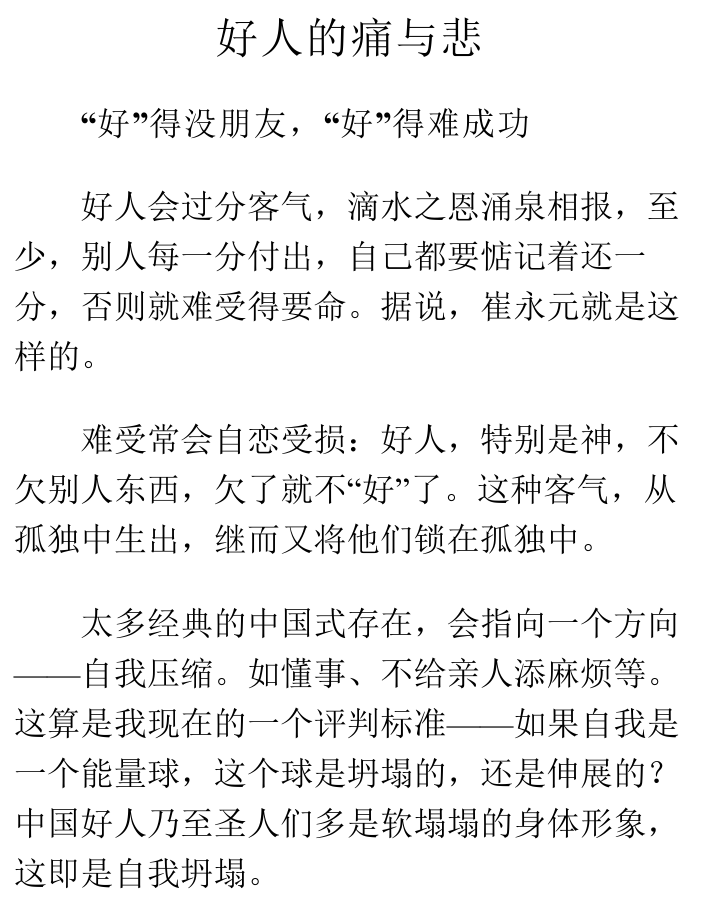 好人的痛与悲
“好”得没朋友，“好”得难成功
好人会过分客气，滴水之恩涌泉相报，至
少，别人每一分付出，自己都要惦记着还一
分，否则就难受得要命。据说，崔永元就是这
样的。
难受常会自恋受损：好人，特别是神，不
欠别人东西，欠了就不“好”了。这种客气，从
孤独中生出，继而又将他们锁在孤独中。
太多经典的中国式存在，会指向一个方向
——自我压缩。如懂事、不给亲人添麻烦等。
这算是我现在的一个评判标准——如果自我是
一个能量球，这个球是坍塌的，还是伸展的？
中国好人乃至圣人们多是软塌塌的身体形象，
这即是自我坍塌。